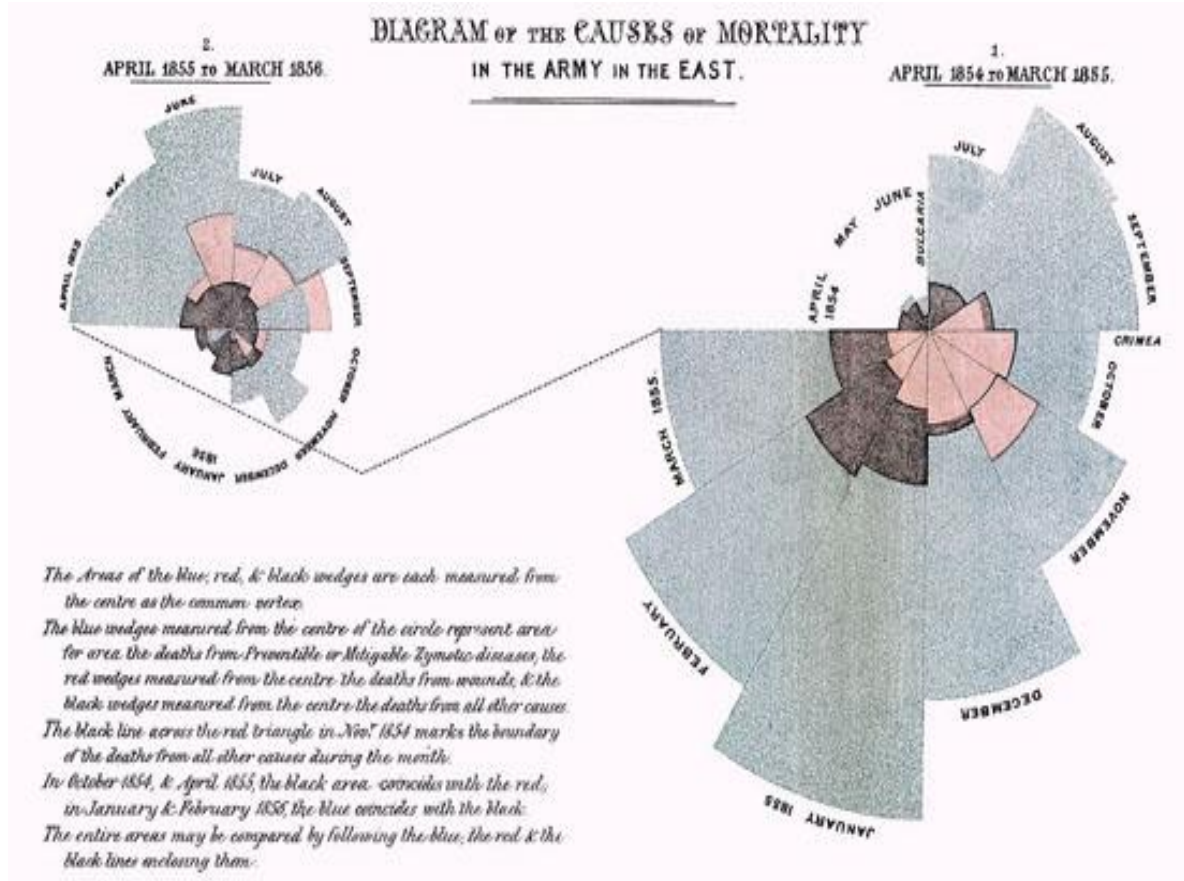 DIAGRAM OF THE CAUSES OF MORTALITY
IN THE ARMY IN THE EAST.
2.
APRIL 1855 TO MARCH 1856.
1.
APRIL 1854 TO MARCH 1855.
APRIL 1855
MAY
JUNE
JULY
AUGUST
SEPTEMBER
OCTOBER
NOVEMBER
DECEMBER
JANUARY
1856
FEBRUARY
MARCH
APRIL
1854
MAY
JUNE
BULGARIA
JULY
AUGUST
SEPTEMBER
CRIMEA
OCTOBER
NOVEMBER
DECEMBER
JANUARY 1855
FEBRUARY
MARCH 1855.
The Areas of the blue, red, & black wedges are each measured from
the centre as the common vertex.
The blue wedges measured from the centre of the circle represent area
for area the deaths from Preventible or Mitigable Zymotic diseases, the
red wedges measured from the centre the deaths from wounds, & the
black wedges measured from the centre the deaths from all other causes.
The black line across the red triangle in Nov.r 1854 marks the boundary
of the deaths from all other causes during the month.
In October 1854, & April 1855, the black area coincides with the red,
in January & February 1856, the blue coincides with the black.
The entire areas may be compared by following the blue, the red & the
black lines enclosing them.